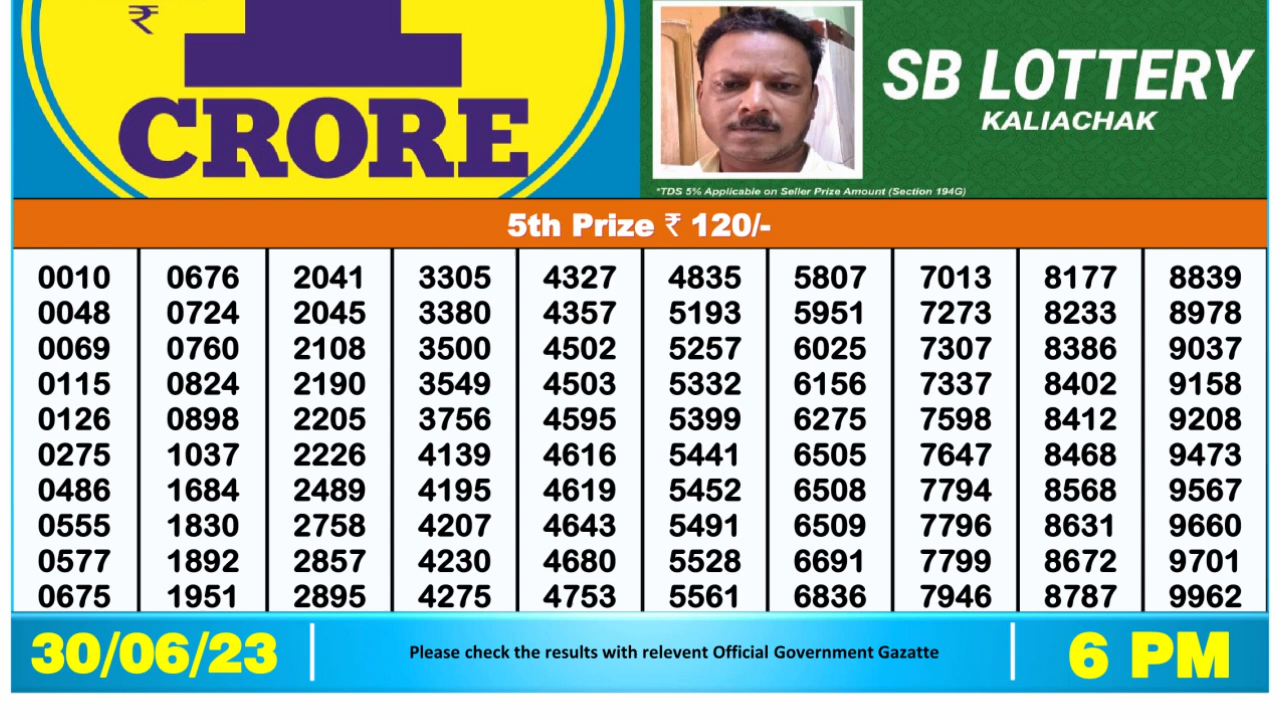 ₹
1
CRORE
SB LOTTERY
KALIACHAK
*TDS 5% Applicable on Seller Prize Amount (Section 194G)
5th Prize ₹ 120/-
0010 0676 2041 3305 4327 4835 5807 7013 8177 8839
0048 0724 2045 3380 4357 5193 5951 7273 8233 8978
0069 0760 2108 3500 4502 5257 6025 7307 8386 9037
0115 0824 2190 3549 4503 5332 6156 7337 8402 9158
0126 0898 2205 3756 4595 5399 6275 7598 8412 9208
0275 1037 2226 4139 4616 5441 6505 7647 8468 9473
0486 1684 2489 4195 4619 5452 6508 7794 8568 9567
0555 1830 2758 4207 4643 5491 6509 7796 8631 9660
0577 1892 2857 4230 4680 5528 6691 7799 8672 9701
0675 1951 2895 4275 4753 5561 6836 7946 8787 9962
30/06/23
Please check the results with relevent Official Government Gazatte
6 PM